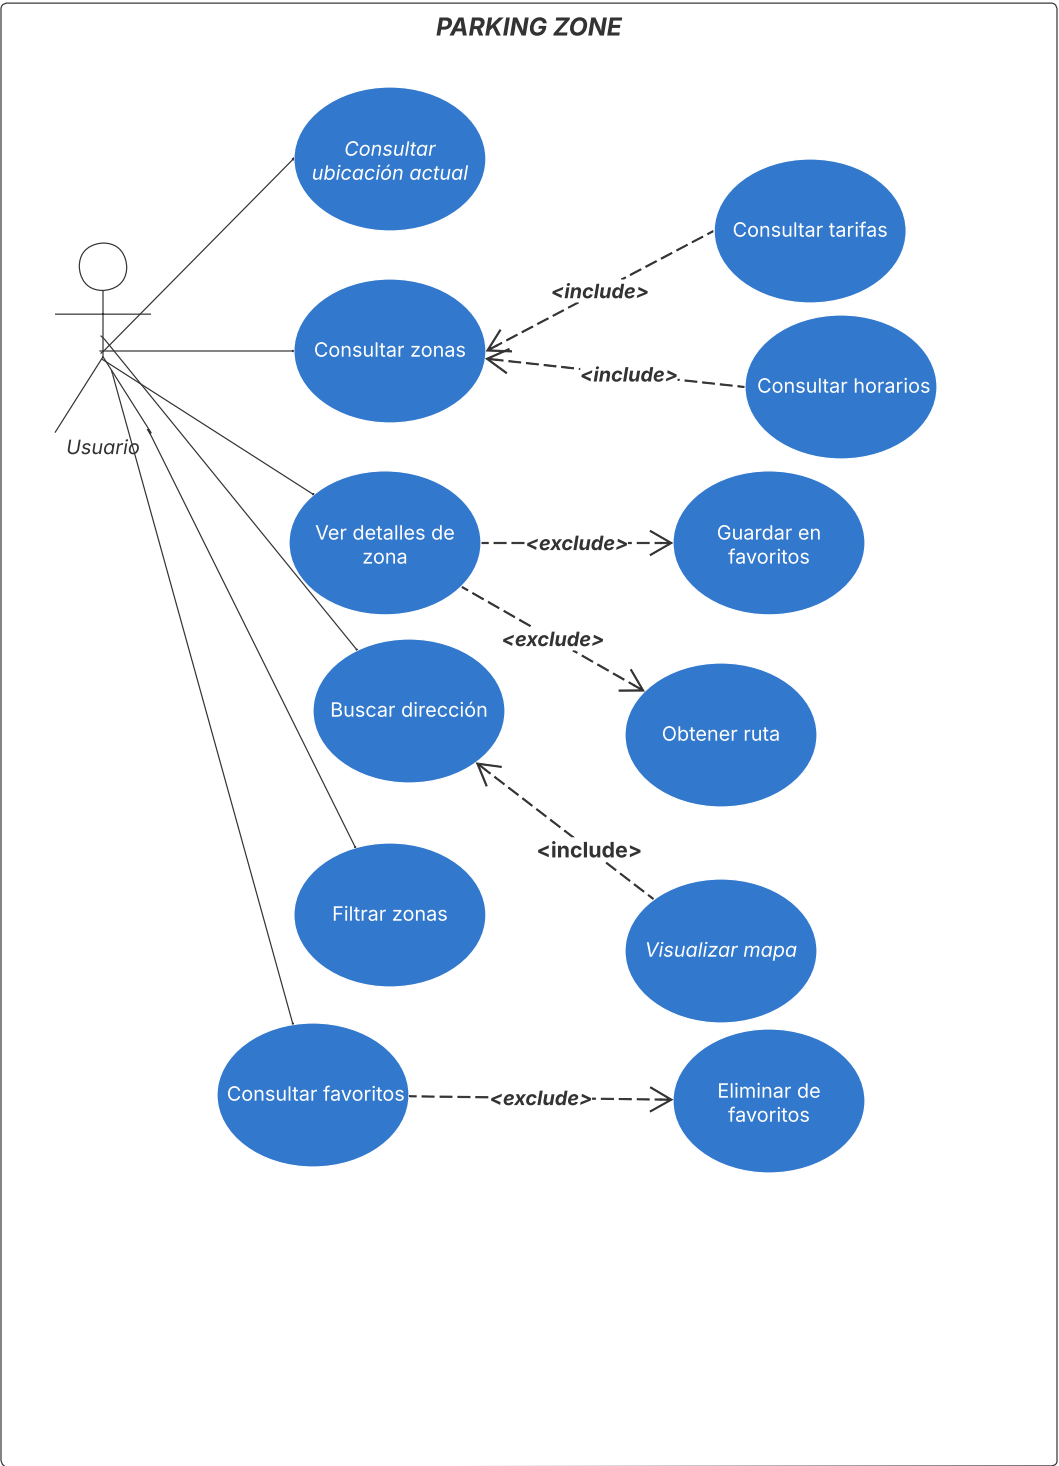 PARKING ZONE
Consultar
ubicación actual
Consultar tarifas
<include>
Consultar zonas
<include>
Consultar horarios
Usuario
Ver detalles de
zona
<exclude>
Guardar en
favoritos
<exclude>
Buscar dirección
Obtener ruta
<include>
Filtrar zonas
Visualizar mapa
Consultar favoritos
<exclude>
Eliminar de
favoritos